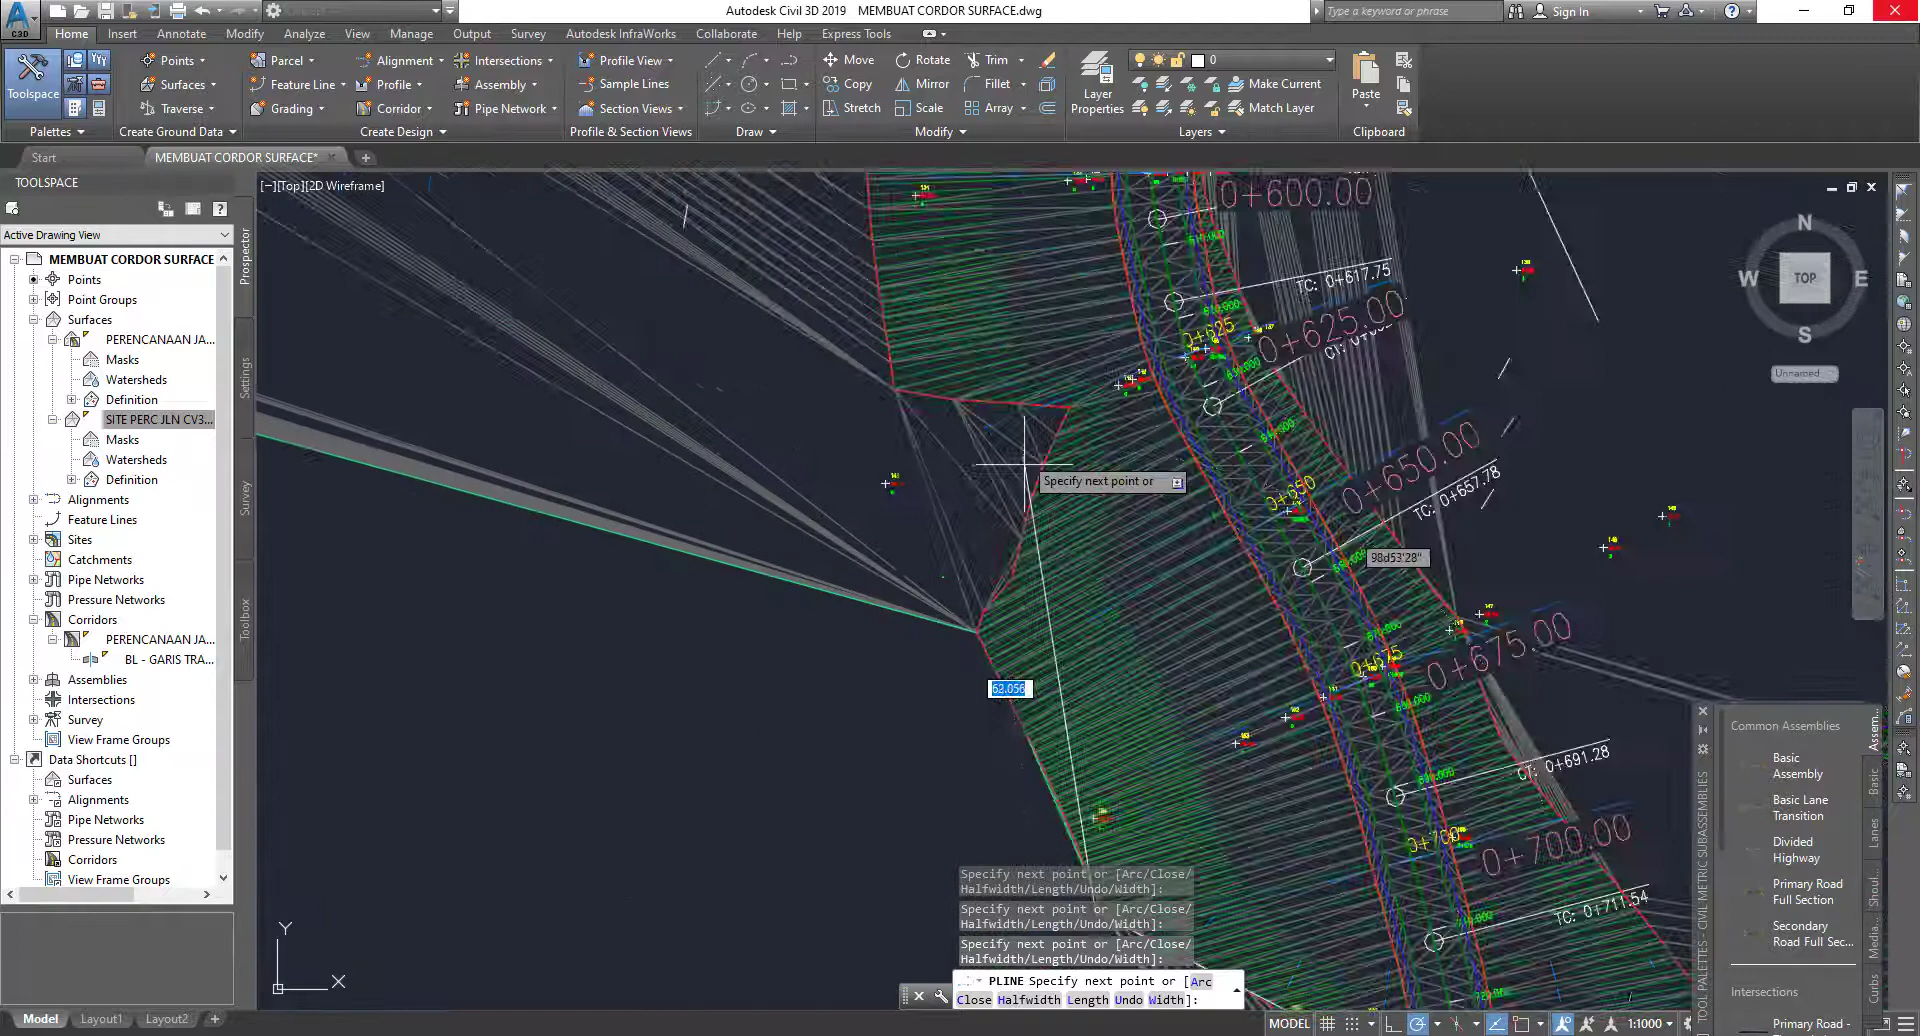 Autodesk Civil 3D 2019 MEMBUAT CORDOR SURFACE.dwg
Type a keyword or phrase
Sign In
C3D
Home Insert Annotate Modify Analyze View Manage Output Survey Autodesk InfraWorks Collaborate Help Express Tools
Toolspace
Points
Surfaces
Traverse
Parcel
Feature Line
Grading
Alignment
Profile
Corridor
Intersections
Assembly
Pipe Network
Profile View
Sample Lines
Section Views
Move
Copy
Stretch
Rotate
Mirror
Scale
Trim
Fillet
Array
Layer
Properties
0
Make Current
Match Layer
Paste
Palettes
Create Ground Data
Create Design
Profile & Section Views
Draw
Modify
Layers
Clipboard
Start
MEMBUAT CORDOR SURFACE*
TOOLSPACE
Active Drawing View
MEMBUAT CORDOR SURFACE
Points
Point Groups
Surfaces
PERENCANAAN JA...
Masks
Watersheds
Definition
SITE PERC JLN CV3...
Masks
Watersheds
Definition
Alignments
Feature Lines
Sites
Catchments
Pipe Networks
Pressure Networks
Corridors
PERENCANAAN JA...
BL - GARIS TRA...
Assemblies
Intersections
Survey
View Frame Groups
Data Shortcuts []
Surfaces
Alignments
Pipe Networks
Pressure Networks
Corridors
View Frame Groups
Prospector
Settings
Survey
Toolbox
[−][Top][2D Wireframe]
0+600.00
TC: 0+617.75
0+625
0+625.00
0+650.00
TC: 0+657.78
0+650
0+675.00
0+675
CT: 0+691.28
0+700
0+700.00
TC: 0+711.54
Specify next point or
98d53'28"
62.056
N
W
TOP
E
S
Unnamed
Y
X
Specify next point or [Arc/Close/
Halfwidth/Length/Undo/Width]:
Specify next point or [Arc/Close/
Halfwidth/Length/Undo/Width]:
Specify next point or [Arc/Close/
Halfwidth/Length/Undo/Width]:
PLINE Specify next point or [Arc
Close Halfwidth Length Undo Width]:
Common Assemblies
Basic
Assembly
Basic Lane
Transition
Divided
Highway
Primary Road
Full Section
Secondary
Road Full Sec...
Intersections
Primary Road -
Assem...
Basic
Lanes
Shoul...
Media...
Curbs
TOOL PALETTES - CIVIL METRIC SUBASSEMBLIES
Model
Layout1
Layout2
MODEL
1:1000